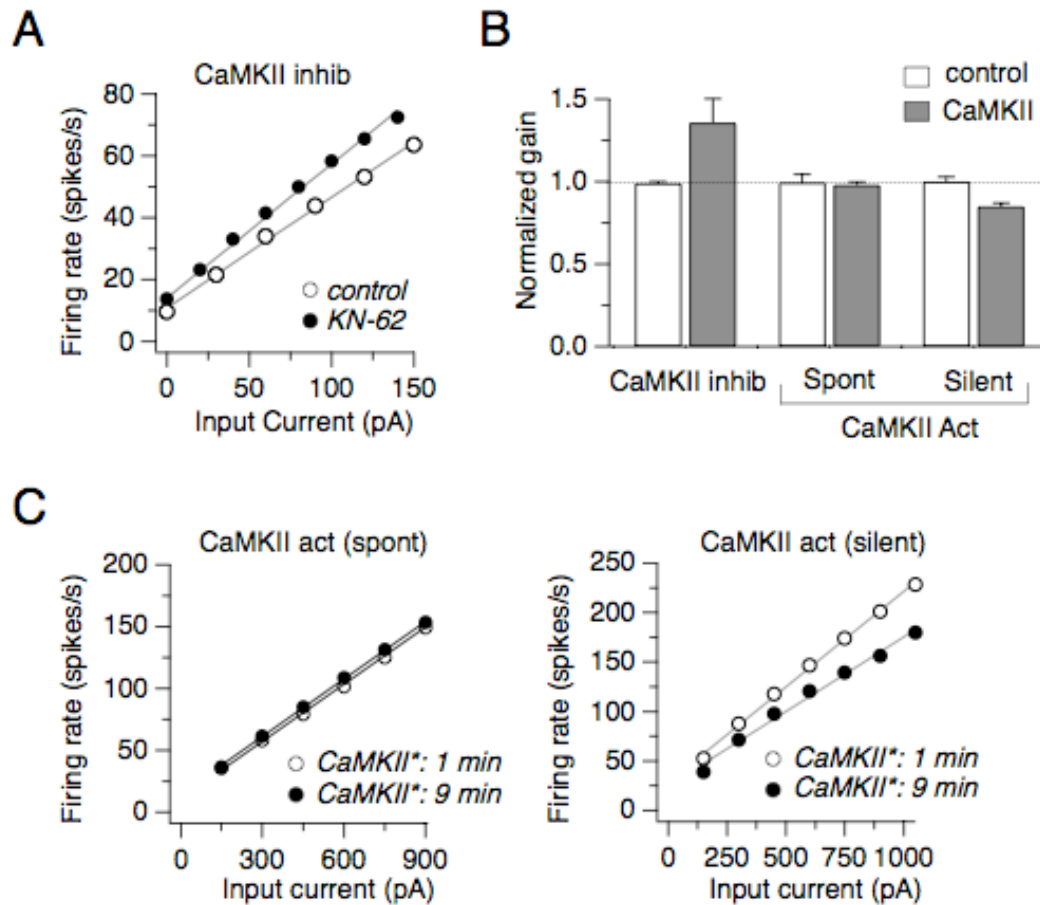 A
CaMKII inhib
Firing rate (spikes/s)
80
60
40
20
0
control
KN-62
0 50 100 150
Input Current (pA)
B
control
CaMKII
Normalized gain
1.5
1.0
0.5
0.0
CaMKII inhib Spont Silent
CaMKII Act
C
CaMKII act (spont)
Firing rate (spikes/s)
200
150
100
50
0
CaMKII*: 1 min
CaMKII*: 9 min
0 300 600 900
Input current (pA)
CaMKII act (silent)
Firing rate (spikes/s)
250
200
150
100
50
0
CaMKII*: 1 min
CaMKII*: 9 min
0 250 500 750 1000
Input current (pA)